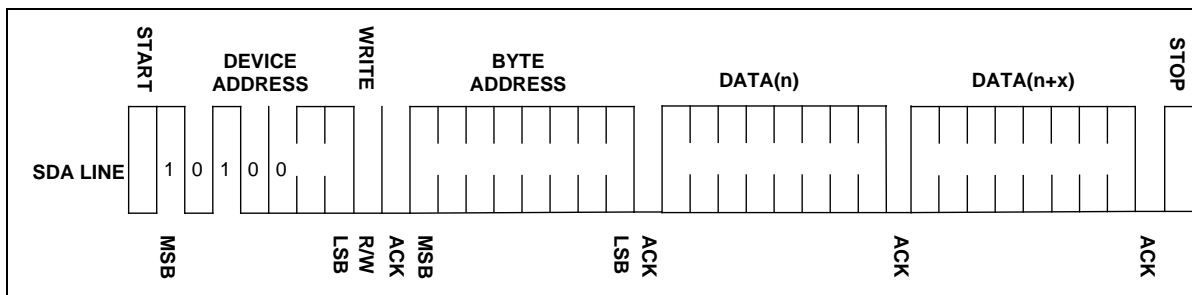 START
DEVICE
ADDRESS
WRITE
BYTE
ADDRESS
DATA(n)
DATA(n+x)
STOP
SDA LINE
1 0 1 0 0
MSB
LSB
R/W
ACK
MSB
LSB
ACK
ACK
ACK